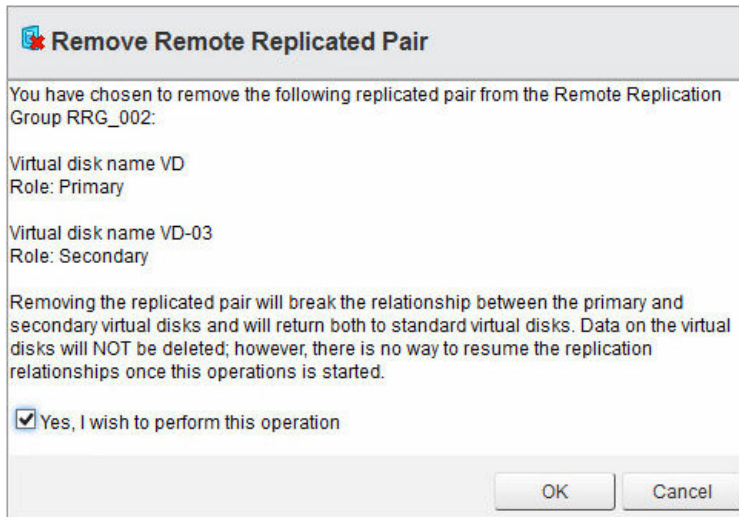 Remove Remote Replicated Pair
You have chosen to remove the following replicated pair from the Remote Replication
Group RRG_002:
Virtual disk name VD
Role: Primary
Virtual disk name VD-03
Role: Secondary
Removing the replicated pair will break the relationship between the primary and
secondary virtual disks and will return both to standard virtual disks. Data on the virtual
disks will NOT be deleted; however, there is no way to resume the replication
relationships once this operations is started.
Yes, I wish to perform this operation
OK
Cancel